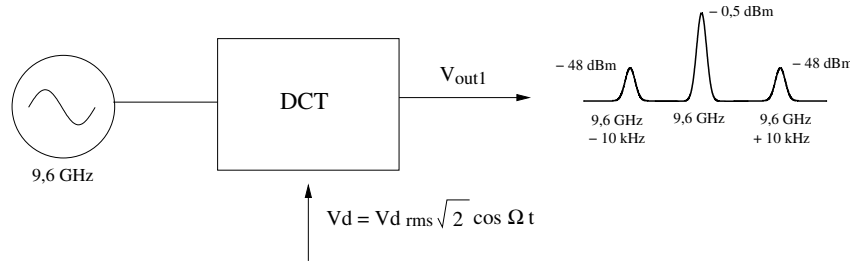 9,6 GHz
DCT
V out1
Vd = Vd rms √2 cos Ω t
− 48 dBm
− 0,5 dBm
− 48 dBm
9,6 GHz
− 10 kHz
9,6 GHz
9,6 GHz
+ 10 kHz